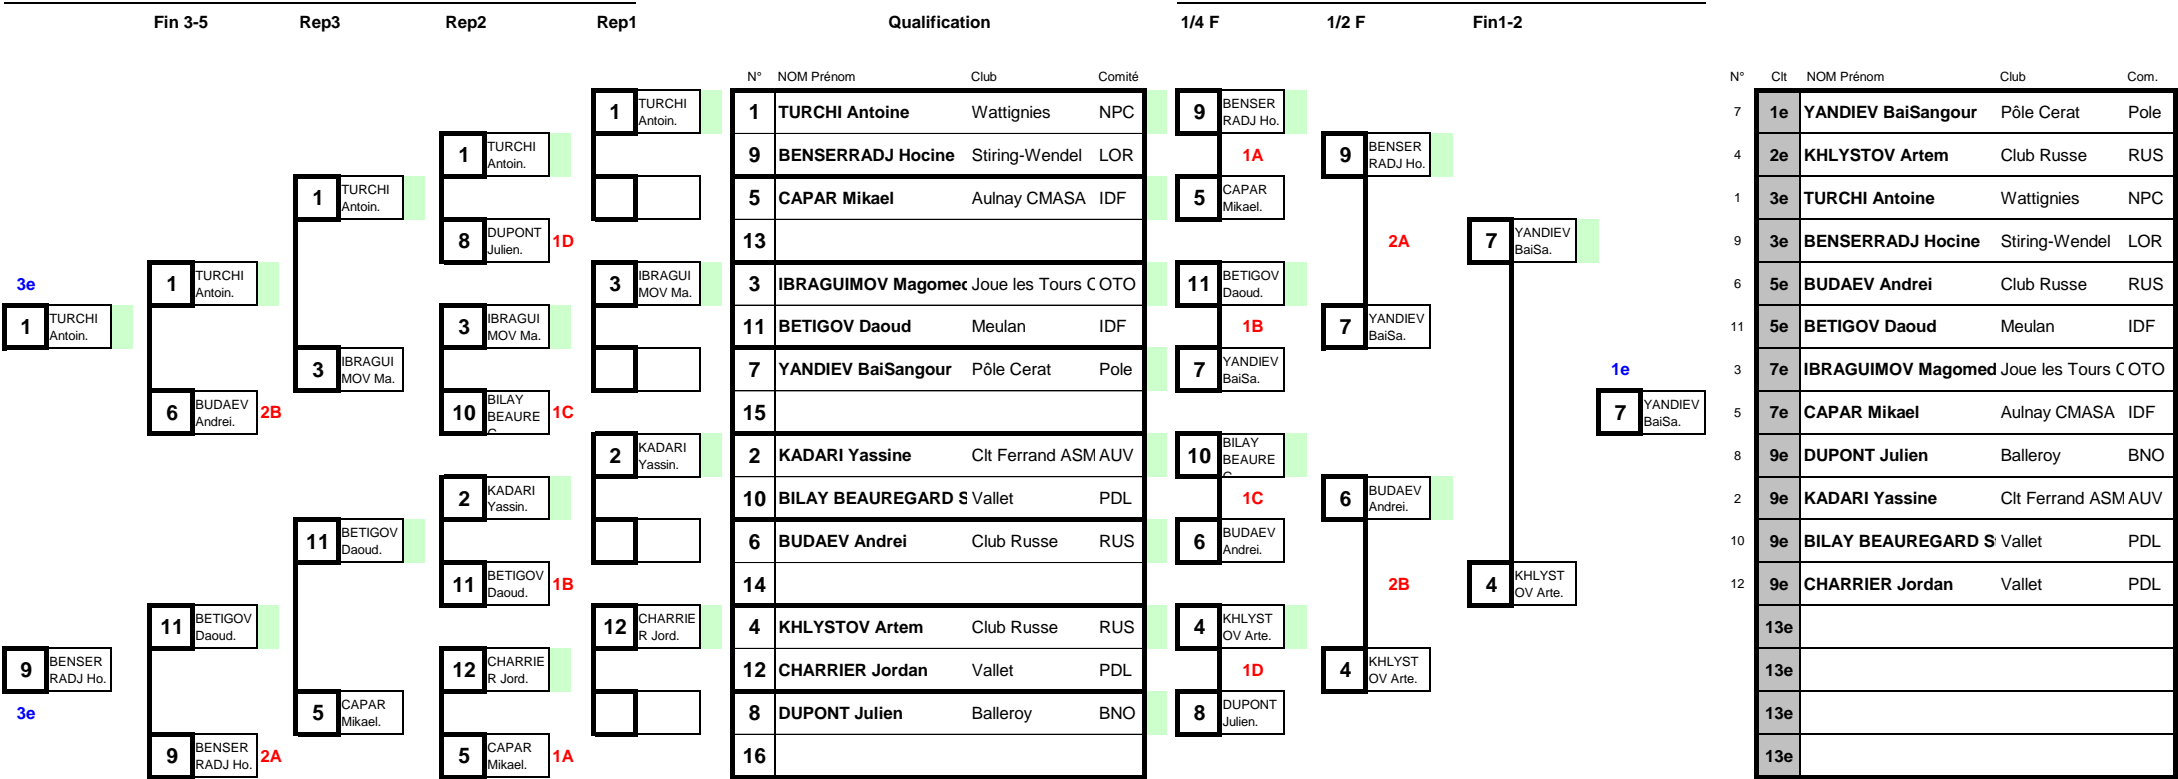 Fin 3-5 Rep3 Rep2 Rep1 Qualification 1/4 F 1/2 F Fin1-2
N° NOM Prénom Club Comité N° Clt NOM Prénom Club Com.
3e
1 TURCHI
Antoin.
9 BENSER
RADJ Ho.
3e
1 TURCHI
Antoin.
6 BUDAEV
Andrei. 2B
11 BETIGOV
Daoud.
9 BENSER
RADJ Ho. 2A
1 TURCHI
Antoin.
3 IBRAGUI
MOV Ma.
11 BETIGOV
Daoud.
5 CAPAR
Mikael.
1 TURCHI
Antoin.
8 DUPONT
Julien. 1D
3 IBRAGUI
MOV Ma.
10 BILAY
BEAURE 1C
2 KADARI
Yassin.
11 BETIGOV
Daoud. 1B
12 CHARRIE
R Jord.
5 CAPAR
Mikael. 1A
1 TURCHI
Antoin.
3 IBRAGUI
MOV Ma.
2 KADARI
Yassin.
12 CHARRIE
R Jord.
1 TURCHI Antoine Wattignies NPC
9 BENSERRADJ Hocine Stiring-Wendel LOR
5 CAPAR Mikael Aulnay CMASA IDF
13
3 IBRAGUIMOV Magomed Joue les Tours C OTO
11 BETIGOV Daoud Meulan IDF
7 YANDIEV BaiSangour Pôle Cerat Pole
15
2 KADARI Yassine Clt Ferrand ASM AUV
10 BILAY BEAUREGARD S Vallet PDL
6 BUDAEV Andrei Club Russe RUS
14
4 KHLYSTOV Artem Club Russe RUS
12 CHARRIER Jordan Vallet PDL
8 DUPONT Julien Balleroy BNO
16
9 BENSER
RADJ Ho.
1A
5 CAPAR
Mikael.
11 BETIGOV
Daoud.
1B
7 YANDIEV
BaiSa.
10 BILAY
BEAURE
1C
6 BUDAEV
Andrei.
4 KHLYST
OV Arte.
1D
8 DUPONT
Julien.
9 BENSER
RADJ Ho.
2A
7 YANDIEV
BaiSa.
6 BUDAEV
Andrei.
2B
4 KHLYST
OV Arte.
7 YANDIEV
BaiSa.
4 KHLYST
OV Arte.
1e
7 YANDIEV
BaiSa.
7 1e YANDIEV BaiSangour Pôle Cerat Pole
4 2e KHLYSTOV Artem Club Russe RUS
1 3e TURCHI Antoine Wattignies NPC
9 3e BENSERRADJ Hocine Stiring-Wendel LOR
6 5e BUDAEV Andrei Club Russe RUS
11 5e BETIGOV Daoud Meulan IDF
3 7e IBRAGUIMOV Magomed Joue les Tours C OTO
5 7e CAPAR Mikael Aulnay CMASA IDF
8 9e DUPONT Julien Balleroy BNO
2 9e KADARI Yassine Clt Ferrand ASM AUV
10 9e BILAY BEAUREGARD S Vallet PDL
12 9e CHARRIER Jordan Vallet PDL
13e
13e
13e
13e